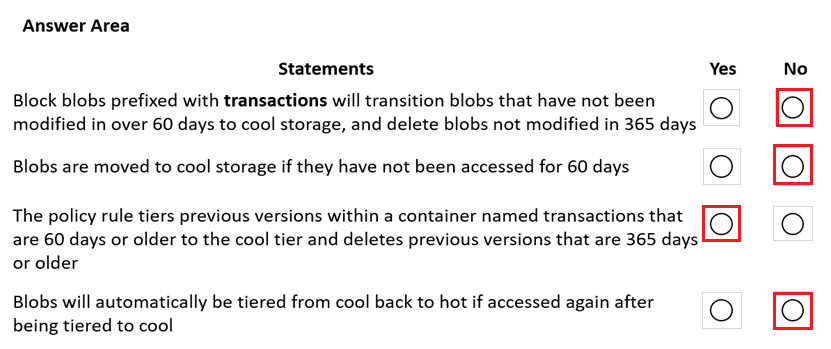 Answer Area
Statements Yes No
Block blobs prefixed with transactions will transition blobs that have not been
modified in over 60 days to cool storage, and delete blobs not modified in 365 days
Blobs are moved to cool storage if they have not been accessed for 60 days
The policy rule tiers previous versions within a container named transactions that
are 60 days or older to the cool tier and deletes previous versions that are 365 days
or older
Blobs will automatically be tiered from cool back to hot if accessed again after
being tiered to cool